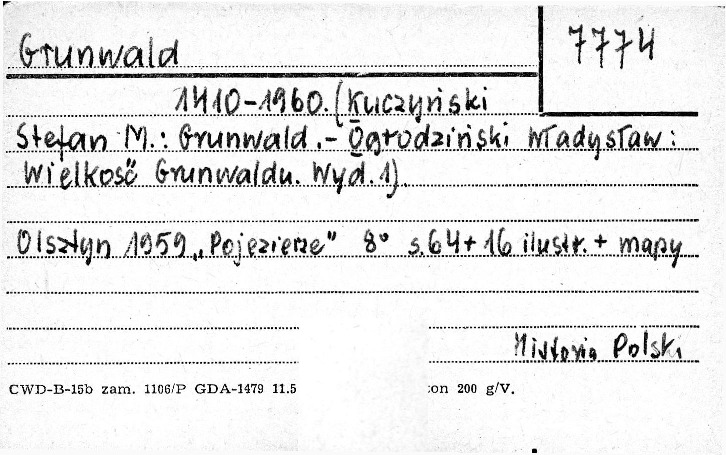 Grunwald
7774
1410-1960. (Kuczyński
Stefan M.: Grunwald.- Ogrodziński Władysław:
Wielkość Grunwaldu. Wyd. 1).
Olsztyn 1959 „Pojezierze" 8° s. 64 + 16 ilustr. + mapy
Historia Polski
CWD-B-15b zam. 1106/P GDA-1479 11.5 on 200 g/V.